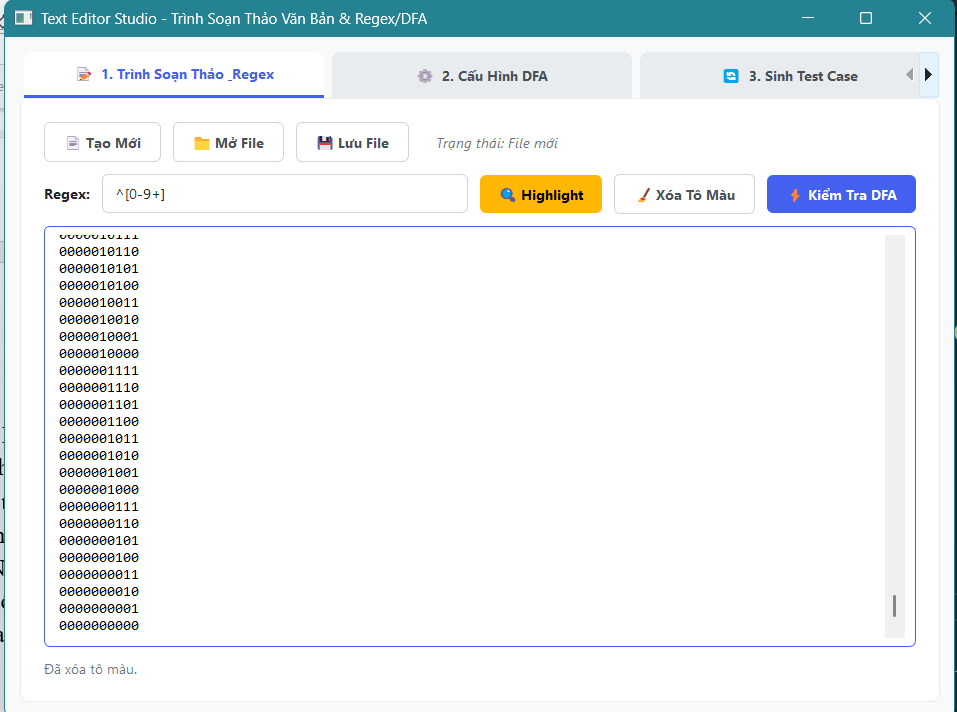 Text Editor Studio - Trình Soạn Thảo Văn Bản & Regex/DFA
1. Trình Soạn Thảo _Regex
2. Cấu Hình DFA
3. Sinh Test Case
Tạo Mới
Mở File
Lưu File
Trạng thái: File mới
Regex:
^[0-9+]
Highlight
Xóa Tô Màu
Kiểm Tra DFA
0000010111
0000010110
0000010101
0000010100
0000010011
0000010010
0000010001
0000010000
0000001111
0000001110
0000001101
0000001100
0000001011
0000001010
0000001001
0000001000
0000000111
0000000110
0000000101
0000000100
0000000011
0000000010
0000000001
0000000000
Đã xóa tô màu.